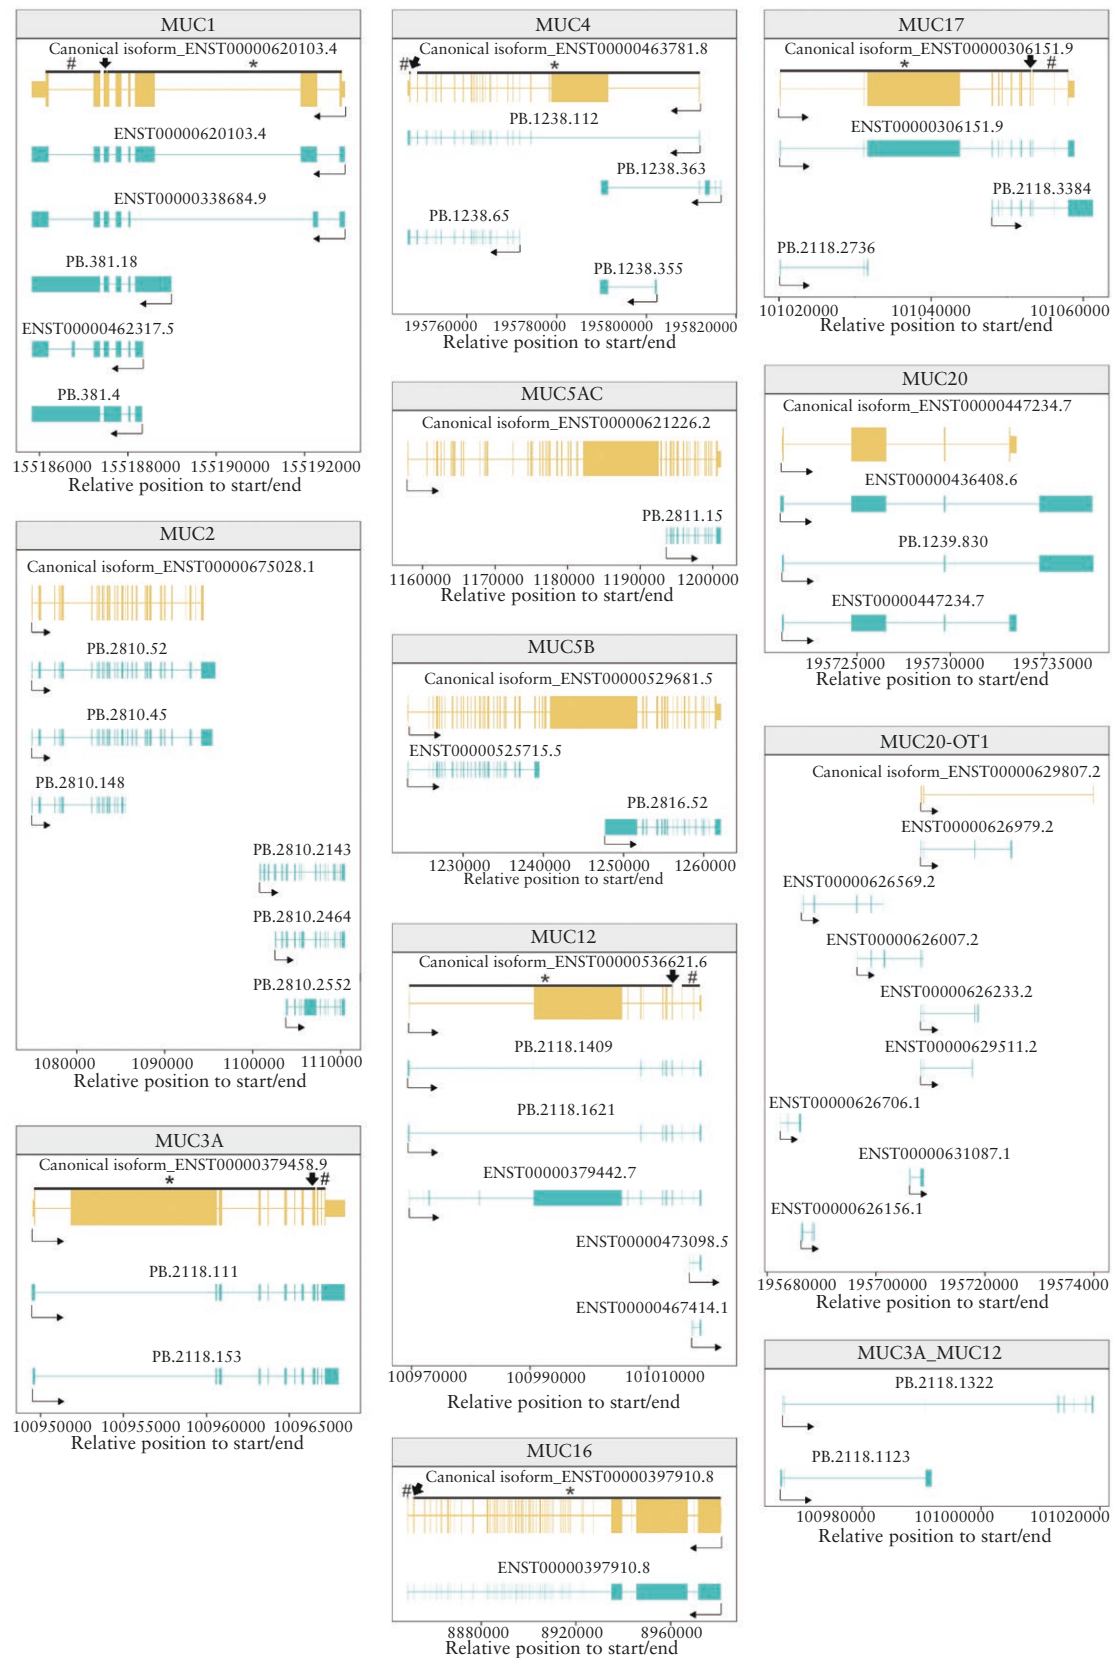 MUC1
Canonical isoform_ENST00000620103.4
#
*
ENST00000620103.4
ENST00000338684.9
PB.381.18
ENST00000462317.5
PB.381.4
155186000 155188000 155190000 155192000
Relative position to start/end
MUC2
Canonical isoform_ENST00000675028.1
PB.2810.52
PB.2810.45
PB.2810.148
PB.2810.2143
PB.2810.2464
PB.2810.2552
1080000 1090000 1100000 1110000
Relative position to start/end
MUC3A
Canonical isoform_ENST00000379458.9
* #
PB.2118.111
PB.2118.153
100950000 100955000 100960000 100965000
Relative position to start/end
MUC4
Canonical isoform_ENST00000463781.8
# *
PB.1238.112
PB.1238.363
PB.1238.65
PB.1238.355
195760000 195780000 195800000 195820000
Relative position to start/end
MUC5AC
Canonical isoform_ENST00000621226.2
PB.2811.15
1160000 1170000 1180000 1190000 1200000
Relative position to start/end
MUC5B
Canonical isoform_ENST00000529681.5
ENST00000525715.5
PB.2816.52
1230000 1240000 1250000 1260000
Relative position to start/end
MUC12
Canonical isoform_ENST00000536621.6
* #
PB.2118.1409
PB.2118.1621
ENST00000379442.7
ENST00000473098.5
ENST00000467414.1
100970000 100990000 101010000
Relative position to start/end
MUC16
Canonical isoform_ENST00000397910.8
# *
ENST00000397910.8
8880000 8920000 8960000
Relative position to start/end
MUC17
Canonical isoform_ENST00000306151.9
* #
ENST00000306151.9
PB.2118.3384
PB.2118.2736
101020000 101040000 101060000
Relative position to start/end
MUC20
Canonical isoform_ENST00000447234.7
ENST00000436408.6
PB.1239.830
ENST00000447234.7
195725000 195730000 195735000
Relative position to start/end
MUC20-OT1
Canonical isoform_ENST00000629807.2
ENST00000626979.2
ENST00000626569.2
ENST00000626007.2
ENST00000626233.2
ENST00000629511.2
ENST00000626706.1
ENST00000631087.1
ENST00000626156.1
195680000 19570000 19572000 19574000
Relative position to start/end
MUC3A_MUC12
PB.2118.1322
PB.2118.1123
100980000 101000000 101020000
Relative position to start/end